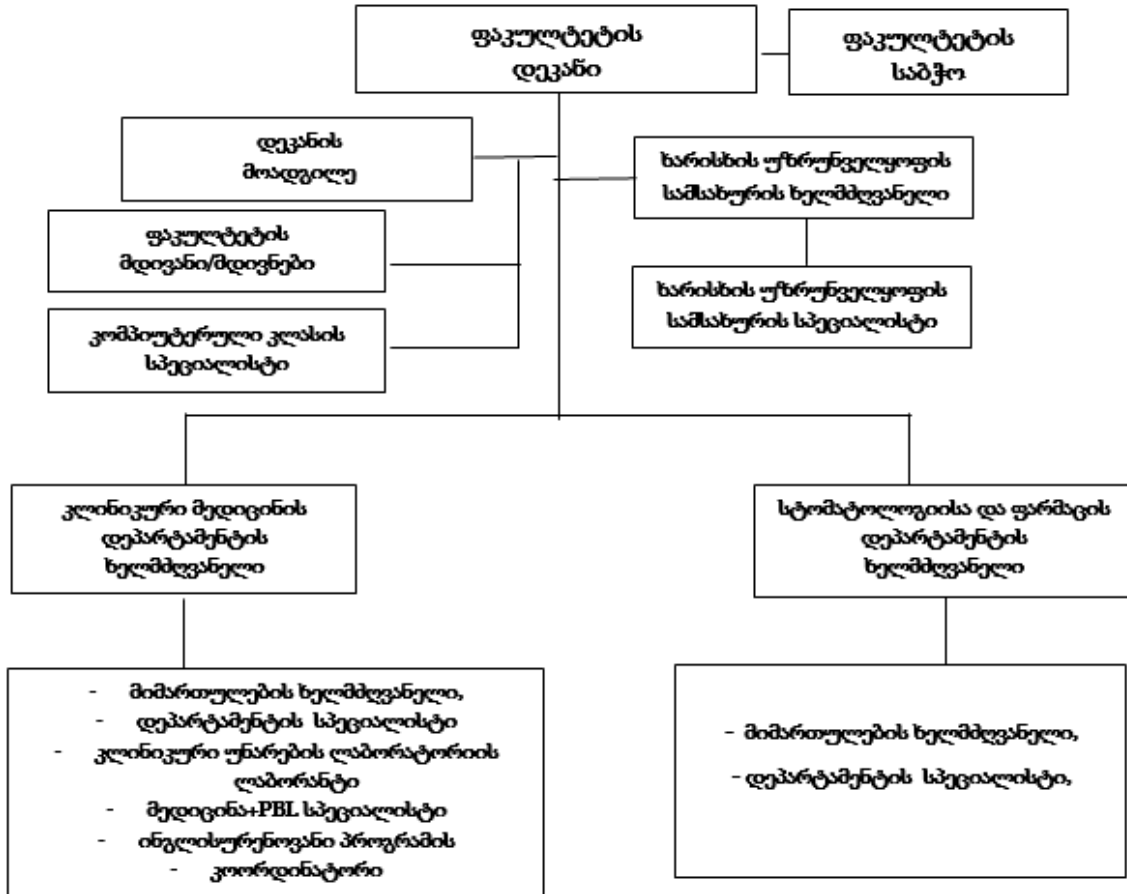 ფაკულტეტის
დეკანი
ფაკულტეტის
საბჭო
დეკანის
მოადგილე
ხარისხის უზრუნველყოფის
სამსახურის ხელმძღვანელი
ფაკულტეტის
მდივანი/მდივნები
ხარისხის უზრუნველყოფის
სამსახურის სპეციალისტი
კომპიუტერული კლასის
სპეციალისტი
კლინიკური მედიცინის
დეპარტამენტის
ხელმძღვანელი
სტომატოლოგიისა და ფარმაციის
დეპარტამენტის
ხელმძღვანელი
- მიმართულების ხელმძღვანელი,
- დეპარტამენტის სპეციალისტი
- კლინიკური უნარების ლაბორატორიის
ლაბორანტი
- მედიცინა+PBL სპეციალისტი
- ინგლისურენოვანი პროგრამის
- კოორდინატორი
- მიმართულების ხელმძღვანელი,
- დეპარტამენტის სპეციალისტი,